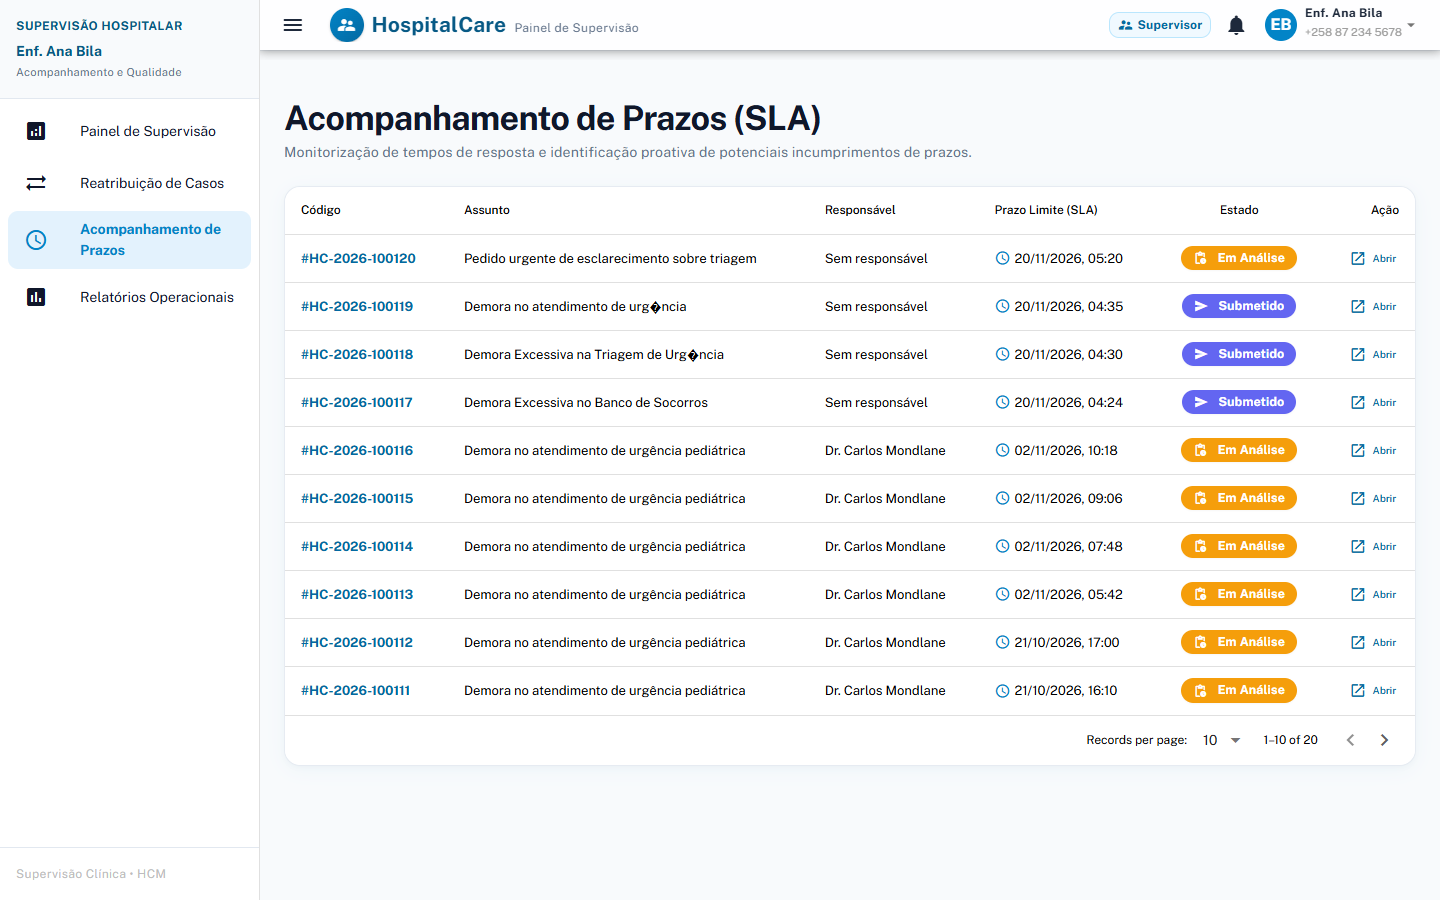 SUPERVISÃO HOSPITALAR
Enf. Ana Bila
Acompanhamento e Qualidade
Painel de Supervisão
Reatribuição de Casos
Acompanhamento de
Prazos
Relatórios Operacionais
Supervisão Clínica • HCM
HospitalCare Painel de Supervisão
Supervisor
EB
Enf. Ana Bila
+258 87 234 5678
Acompanhamento de Prazos (SLA)
Monitorização de tempos de resposta e identificação proativa de potenciais incumprimentos de prazos.
Código Assunto Responsável Prazo Limite (SLA) Estado Ação
#HC-2026-100120 Pedido urgente de esclarecimento sobre triagem Sem responsável 20/11/2026, 05:20 Em Análise Abrir
#HC-2026-100119 Demora no atendimento de urg�ncia Sem responsável 20/11/2026, 04:35 Submetido Abrir
#HC-2026-100118 Demora Excessiva na Triagem de Urg�ncia Sem responsável 20/11/2026, 04:30 Submetido Abrir
#HC-2026-100117 Demora Excessiva no Banco de Socorros Sem responsável 20/11/2026, 04:24 Submetido Abrir
#HC-2026-100116 Demora no atendimento de urgência pediátrica Dr. Carlos Mondlane 02/11/2026, 10:18 Em Análise Abrir
#HC-2026-100115 Demora no atendimento de urgência pediátrica Dr. Carlos Mondlane 02/11/2026, 09:06 Em Análise Abrir
#HC-2026-100114 Demora no atendimento de urgência pediátrica Dr. Carlos Mondlane 02/11/2026, 07:48 Em Análise Abrir
#HC-2026-100113 Demora no atendimento de urgência pediátrica Dr. Carlos Mondlane 02/11/2026, 05:42 Em Análise Abrir
#HC-2026-100112 Demora no atendimento de urgência pediátrica Dr. Carlos Mondlane 21/10/2026, 17:00 Em Análise Abrir
#HC-2026-100111 Demora no atendimento de urgência pediátrica Dr. Carlos Mondlane 21/10/2026, 16:10 Em Análise Abrir
Records per page: 10 1–10 of 20